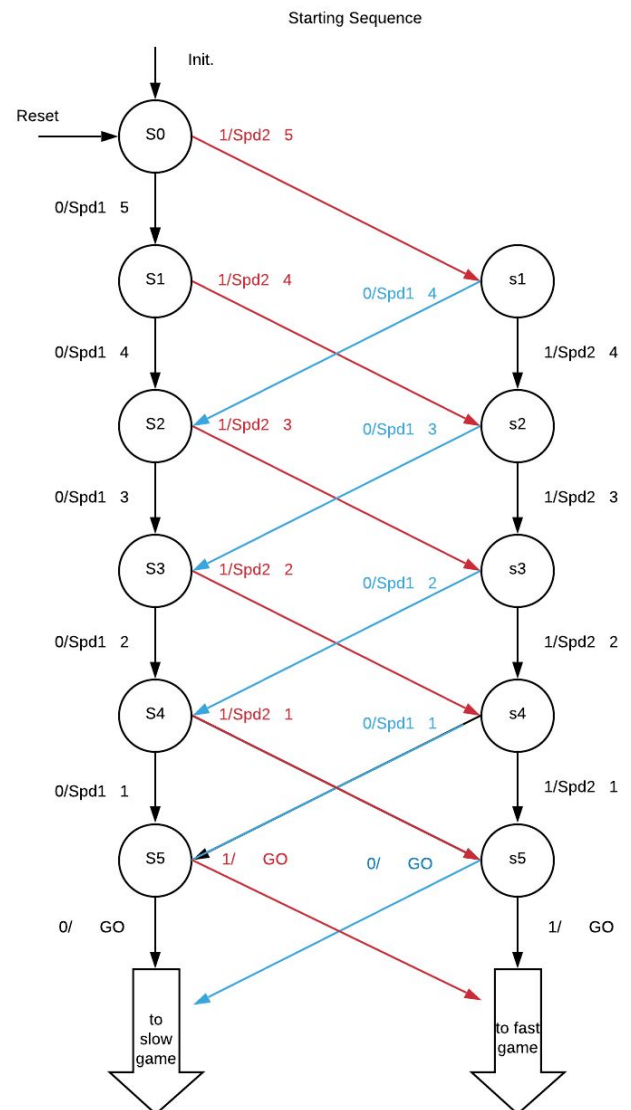 Starting Sequence
Init.
Reset
S0
1/Spd2 5
0/Spd1 5
S1
1/Spd2 4
0/Spd1 4
s1
0/Spd1 4
1/Spd2 4
S2
1/Spd2 3
0/Spd1 3
s2
0/Spd1 3
1/Spd2 3
S3
1/Spd2 2
0/Spd1 2
s3
0/Spd1 2
1/Spd2 2
S4
1/Spd2 1
0/Spd1 1
s4
0/Spd1 1
1/Spd2 1
S5
1/ GO
0/ GO
s5
0/ GO
1/ GO
to
slow
game
to fast
game